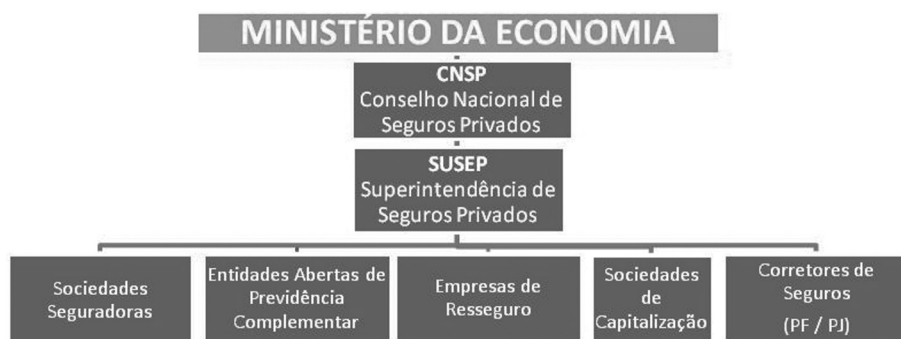 MINISTÉRIO DA ECONOMIA
CNSP
Conselho Nacional de
Seguros Privados
SUSEP
Superintendência de
Seguros Privados
Sociedades
Seguradoras
Entidades Abertas de
Previdência
Complementar
Empresas de
Resseguro
Sociedades
de
Capitalização
Corretores de
Seguros
(PF / PJ)